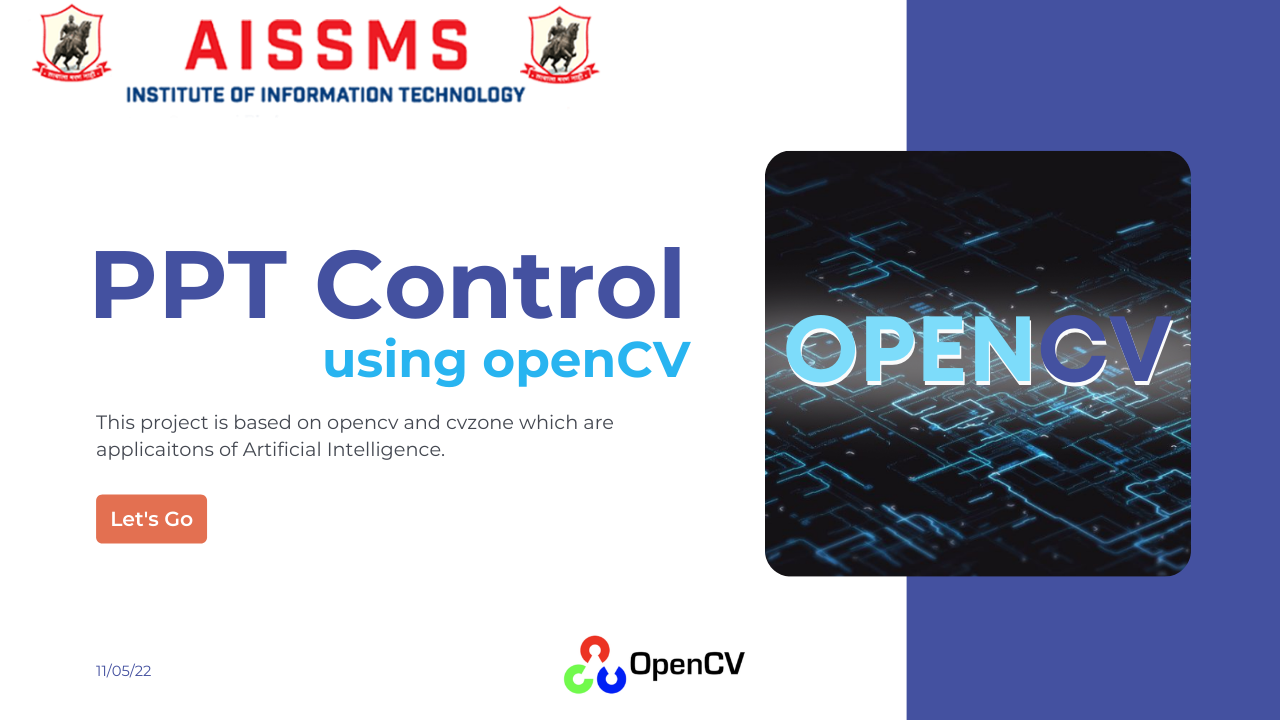 AISSMS
INSTITUTE OF INFORMATION TECHNOLOGY
PPT Control
using openCV
This project is based on opencv and cvzone which are
applicaitons of Artificial Intelligence.
Let's Go
OPENCV
11/05/22
OpenCV